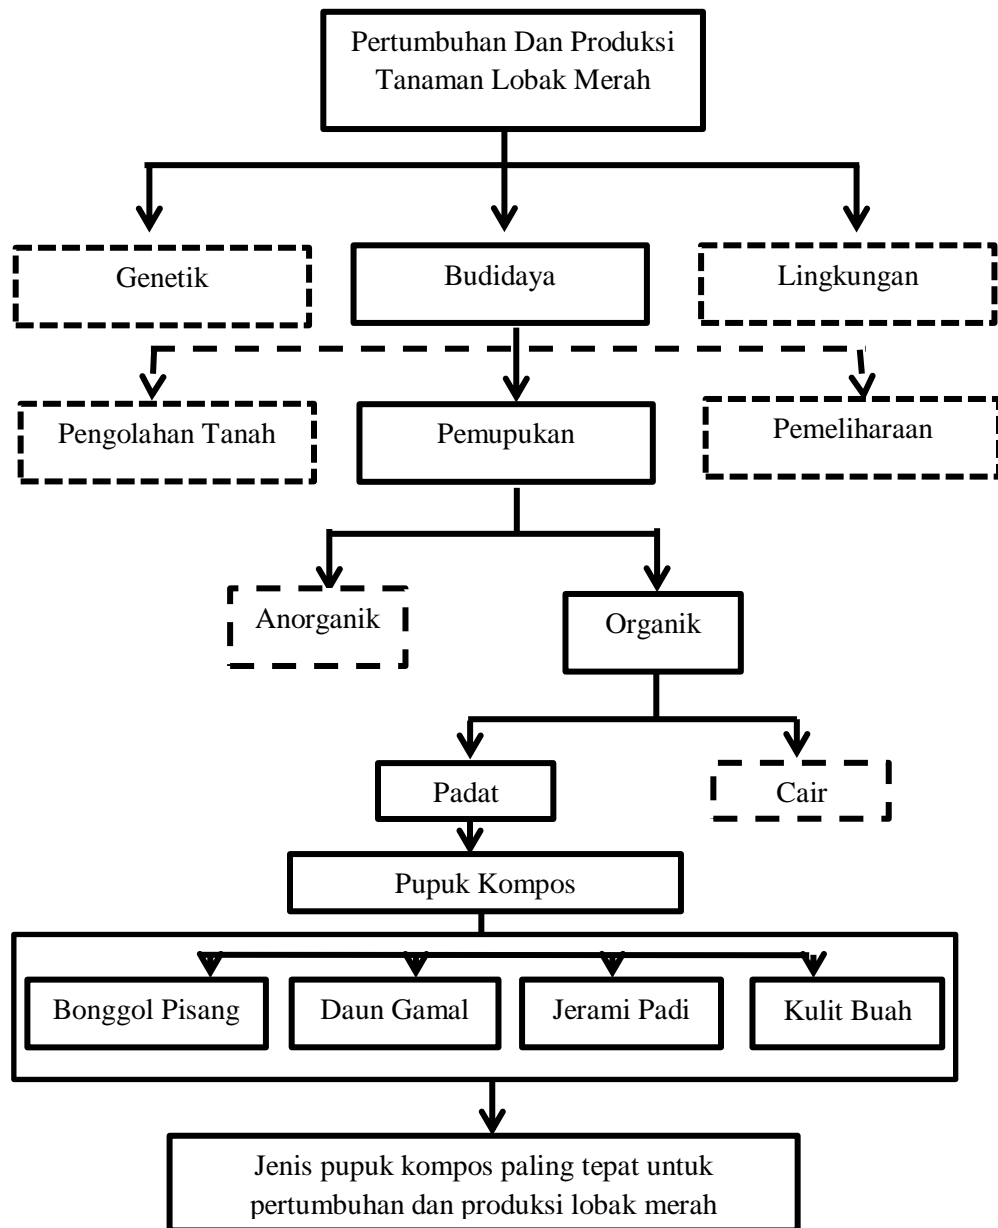 Pertumbuhan Dan Produksi
Tanaman Lobak Merah
Genetik
Budidaya
Lingkungan
Pengolahan Tanah
Pemupukan
Pemeliharaan
Anorganik
Organik
Padat
Cair
Pupuk Kompos
Bonggol Pisang
Daun Gamal
Jerami Padi
Kulit Buah
Jenis pupuk kompos paling tepat untuk
pertumbuhan dan produksi lobak merah